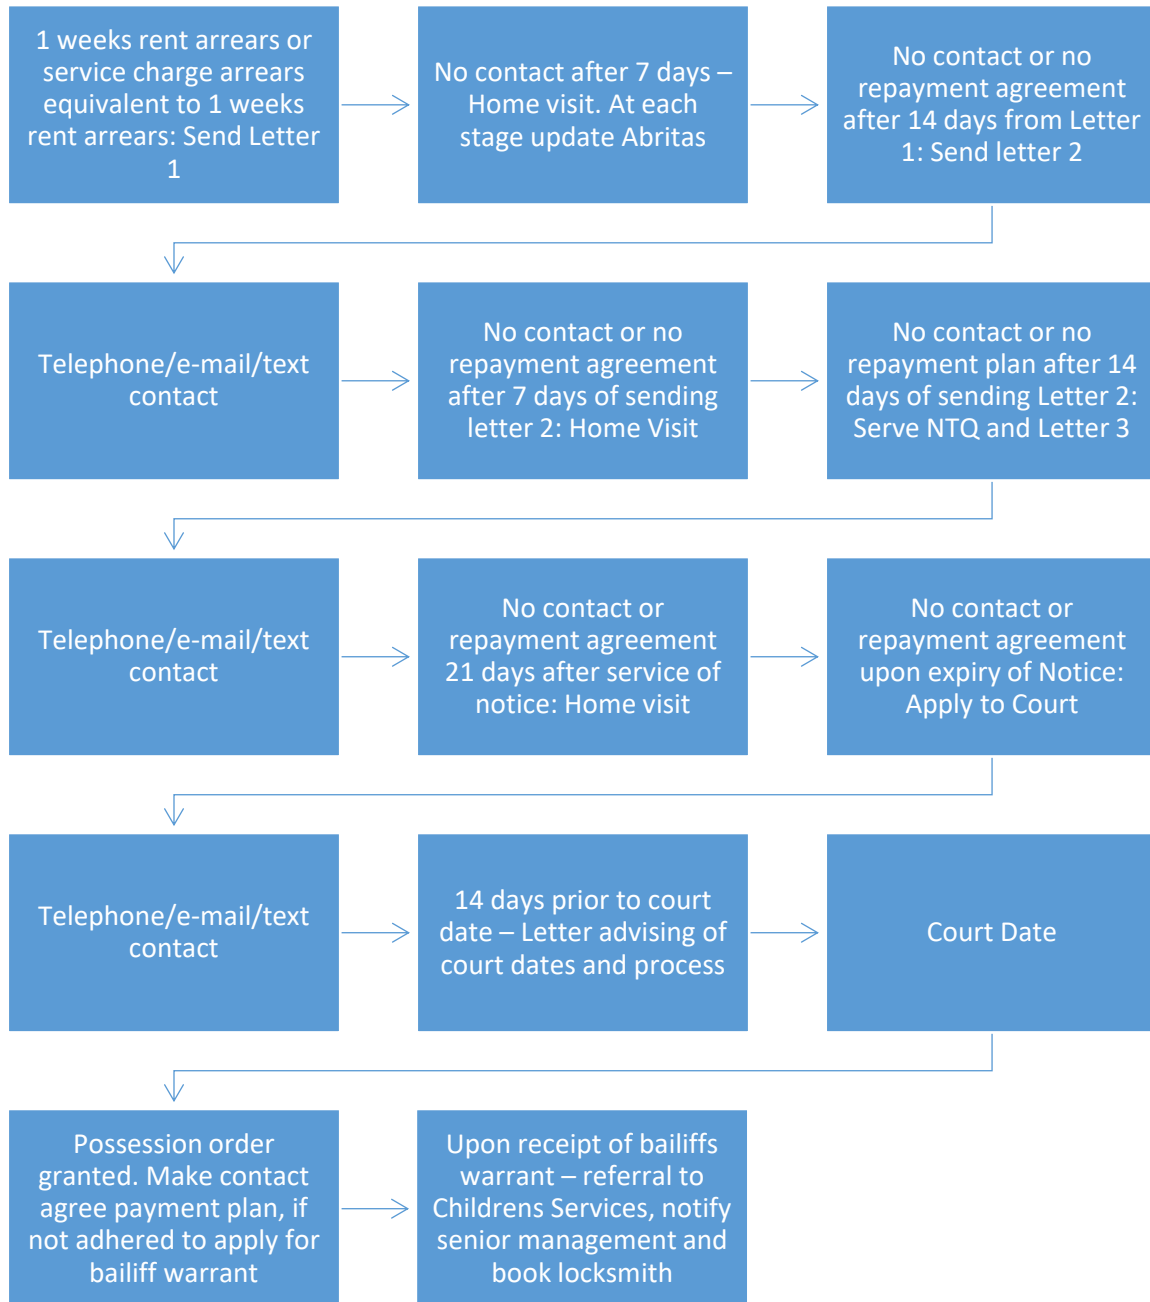 1 weeks rent arrears or
service charge arrears
equivalent to 1 weeks
rent arrears: Send Letter
1
No contact after 7 days –
Home visit. At each
stage update Abritas
No contact or no
repayment agreement
after 14 days from Letter
1: Send letter 2
Telephone/e-mail/text
contact
No contact or no
repayment agreement
after 7 days of sending
letter 2: Home Visit
No contact or no
repayment plan after 14
days of sending Letter 2:
Serve NTQ and Letter 3
Telephone/e-mail/text
contact
No contact or
repayment agreement
21 days after service of
notice: Home visit
No contact or
repayment agreement
upon expiry of Notice:
Apply to Court
Telephone/e-mail/text
contact
14 days prior to court
date – Letter advising of
court dates and process
Court Date
Possession order
granted. Make contact
agree payment plan, if
not adhered to apply for
bailiff warrant
Upon receipt of bailiffs
warrant – referral to
Childrens Services, notify
senior management and
book locksmith